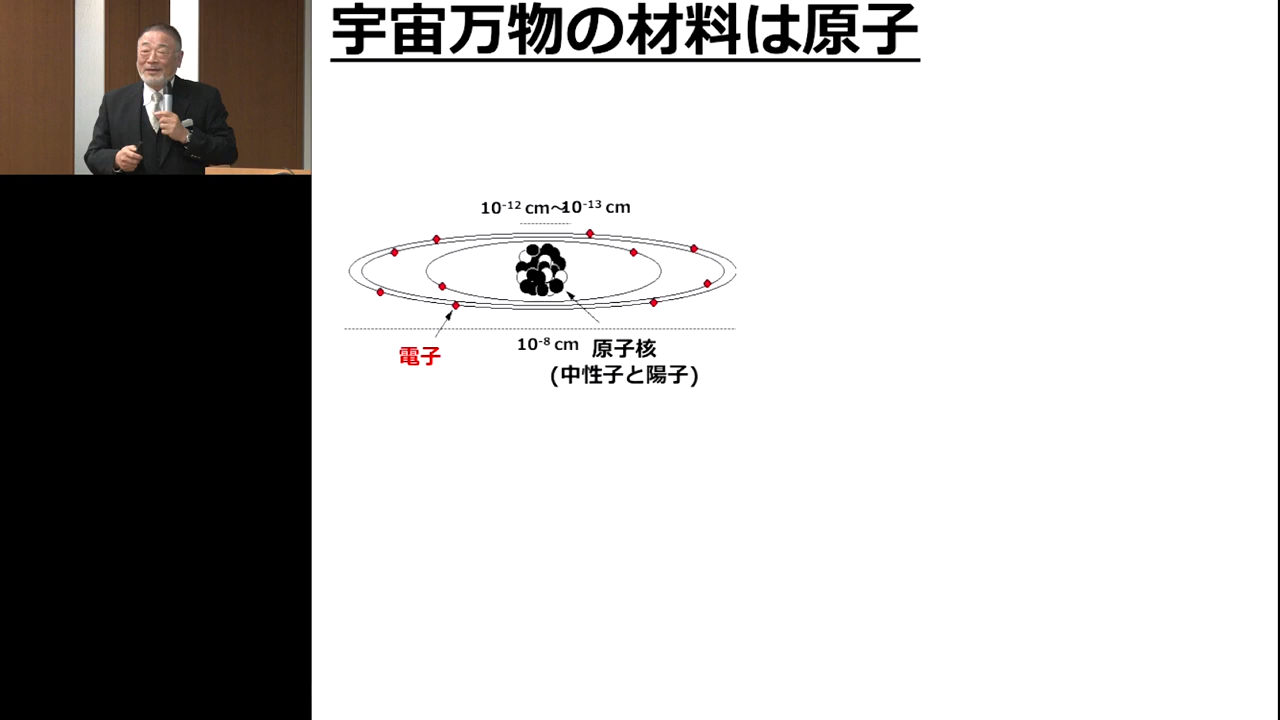 宇宙万物の材料は原子
10⁻¹² cm～10⁻¹³ cm
電子
10⁻⁸ cm
原子核
(中性子と陽子)